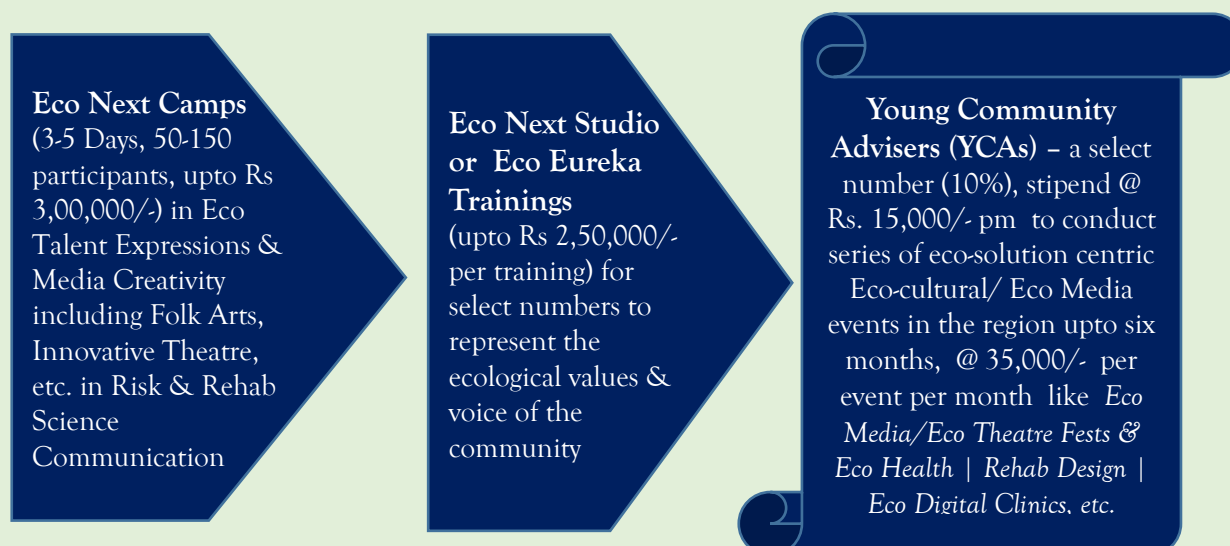 Eco Next Camps
(3-5 Days, 50-150
participants, upto Rs
3,00,000/-) in Eco
Talent Expressions &
Media Creativity
including Folk Arts,
Innovative Theatre,
etc. in Risk & Rehab
Science
Communication
Eco Next Studio
or Eco Eureka
Trainings
(upto Rs 2,50,000/-
per training) for
select numbers to
represent the
ecological values &
voice of the
community
Young Community
Advisers (YCAs) – a select
number (10%), stipend @
Rs. 15,000/- pm to conduct
series of eco-solution centric
Eco-cultural/ Eco Media
events in the region upto six
months, @ 35,000/- per
event per month like Eco
Media/Eco Theatre Fests &
Eco Health | Rehab Design |
Eco Digital Clinics, etc.